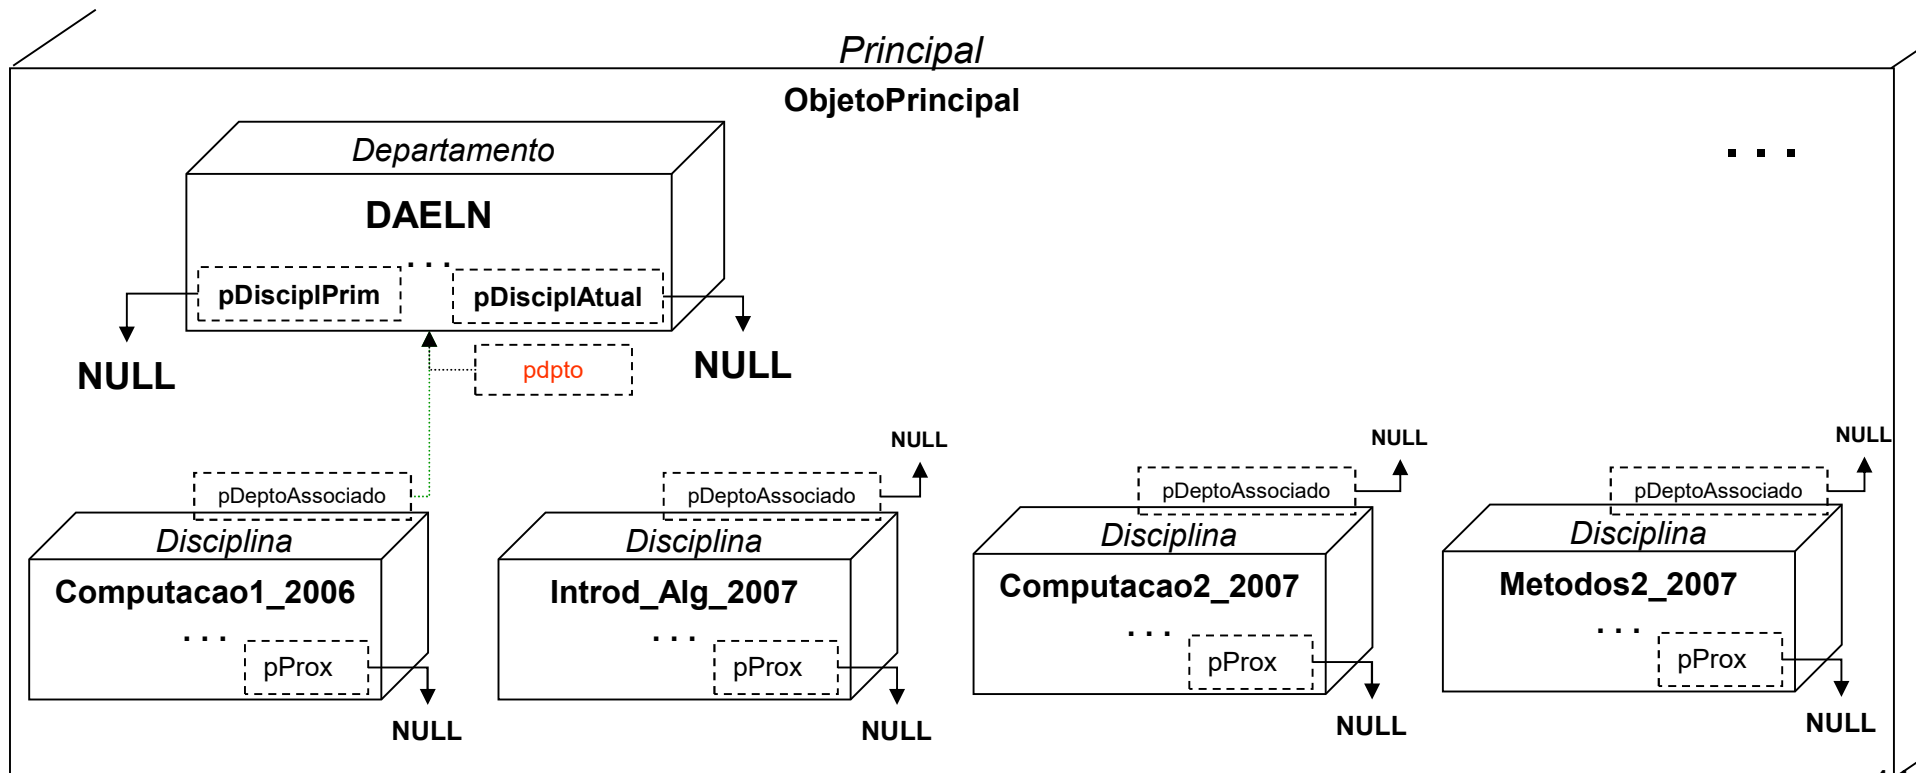 Principal
ObjetoPrincipal
Departamento
. . .
DAELN
. . .
pDisciplPrim
pDisciplAtual
NULL
NULL
pdpto
NULL
NULL
NULL
pDeptoAssociado
pDeptoAssociado
pDeptoAssociado
pDeptoAssociado
Disciplina
Disciplina
Disciplina
Disciplina
Computacao1_2006
Introd_Alg_2007
Computacao2_2007
Metodos2_2007
. . .
. . .
. . .
. . .
pProx
pProx
pProx
pProx
NULL
NULL
NULL
NULL